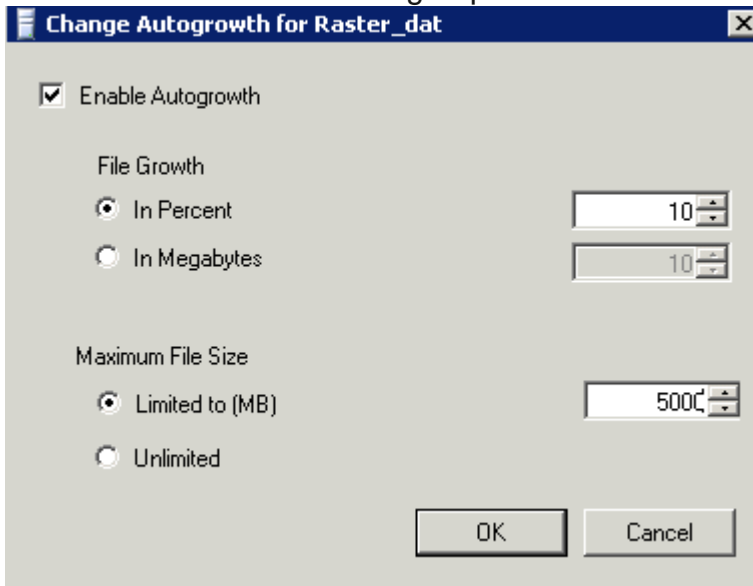 Change Autogrowth for Raster_dat
Enable Autogrowth
File Growth
In Percent 10
In Megabytes 10
Maximum File Size
Limited to (MB) 5000
Unlimited
OK Cancel